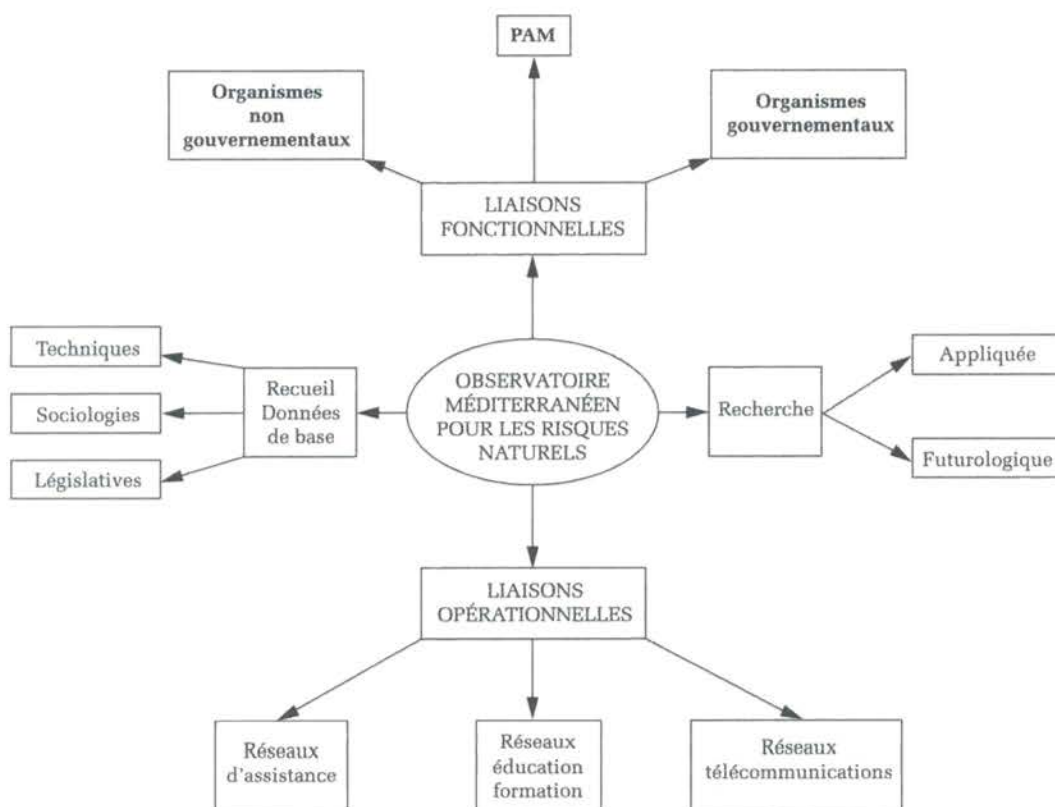 PAM
Organismes
non
gouvernementaux
Organismes
gouvernementaux
LIAISONS
FONCTIONNELLES
Techniques
Sociologies
Législatives
Recueil
Données
de base
OBSERVATOIRE
MÉDITERRANÉEN
POUR LES RISQUES
NATURELS
Recherche
Appliquée
Futurologique
LIAISONS
OPÉRATIONNELLES
Réseaux
d'assistance
Réseaux
éducation
formation
Réseaux
télécommunications